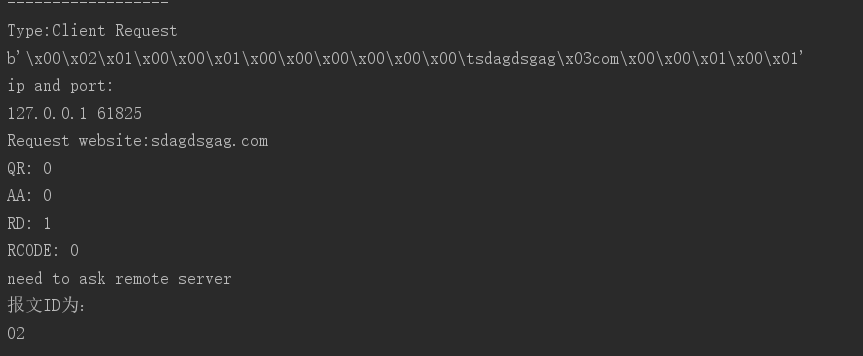 ------------------
Type:Client Request
b'\x00\x02\x01\x00\x00\x01\x00\x00\x00\x00\x00\x00\tsdagdsgag\x03com\x00\x00\x01\x00\x01'
ip and port:
127.0.0.1 61825
Request website:sdagdsgag.com
QR: 0
AA: 0
RD: 1
RCODE: 0
need to ask remote server
报文ID为:
02